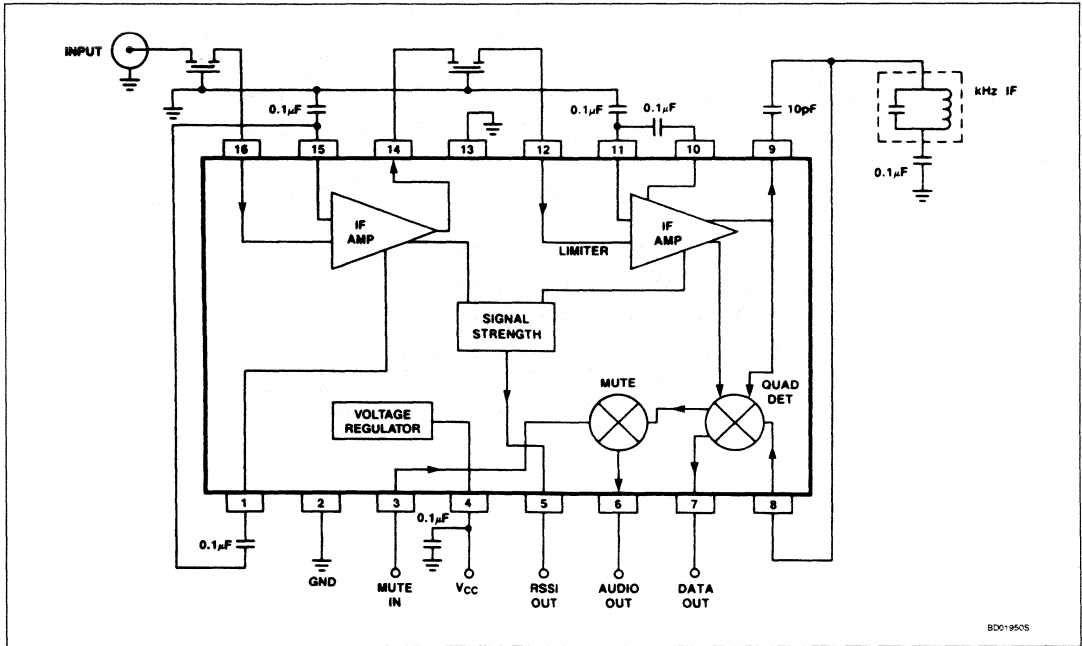 INPUT
0.1μF
0.1μF
0.1μF
10pF
kHz IF
0.1μF
16
15
14
13
12
11
10
9
IF
AMP
LIMITER
IF
AMP
SIGNAL
STRENGTH
MUTE
QUAD
DET
VOLTAGE
REGULATOR
1
2
3
4
5
6
7
8
0.1μF
0.1μF
GND
MUTE
IN
VCC
RSSI
OUT
AUDIO
OUT
DATA
OUT
BD01950S